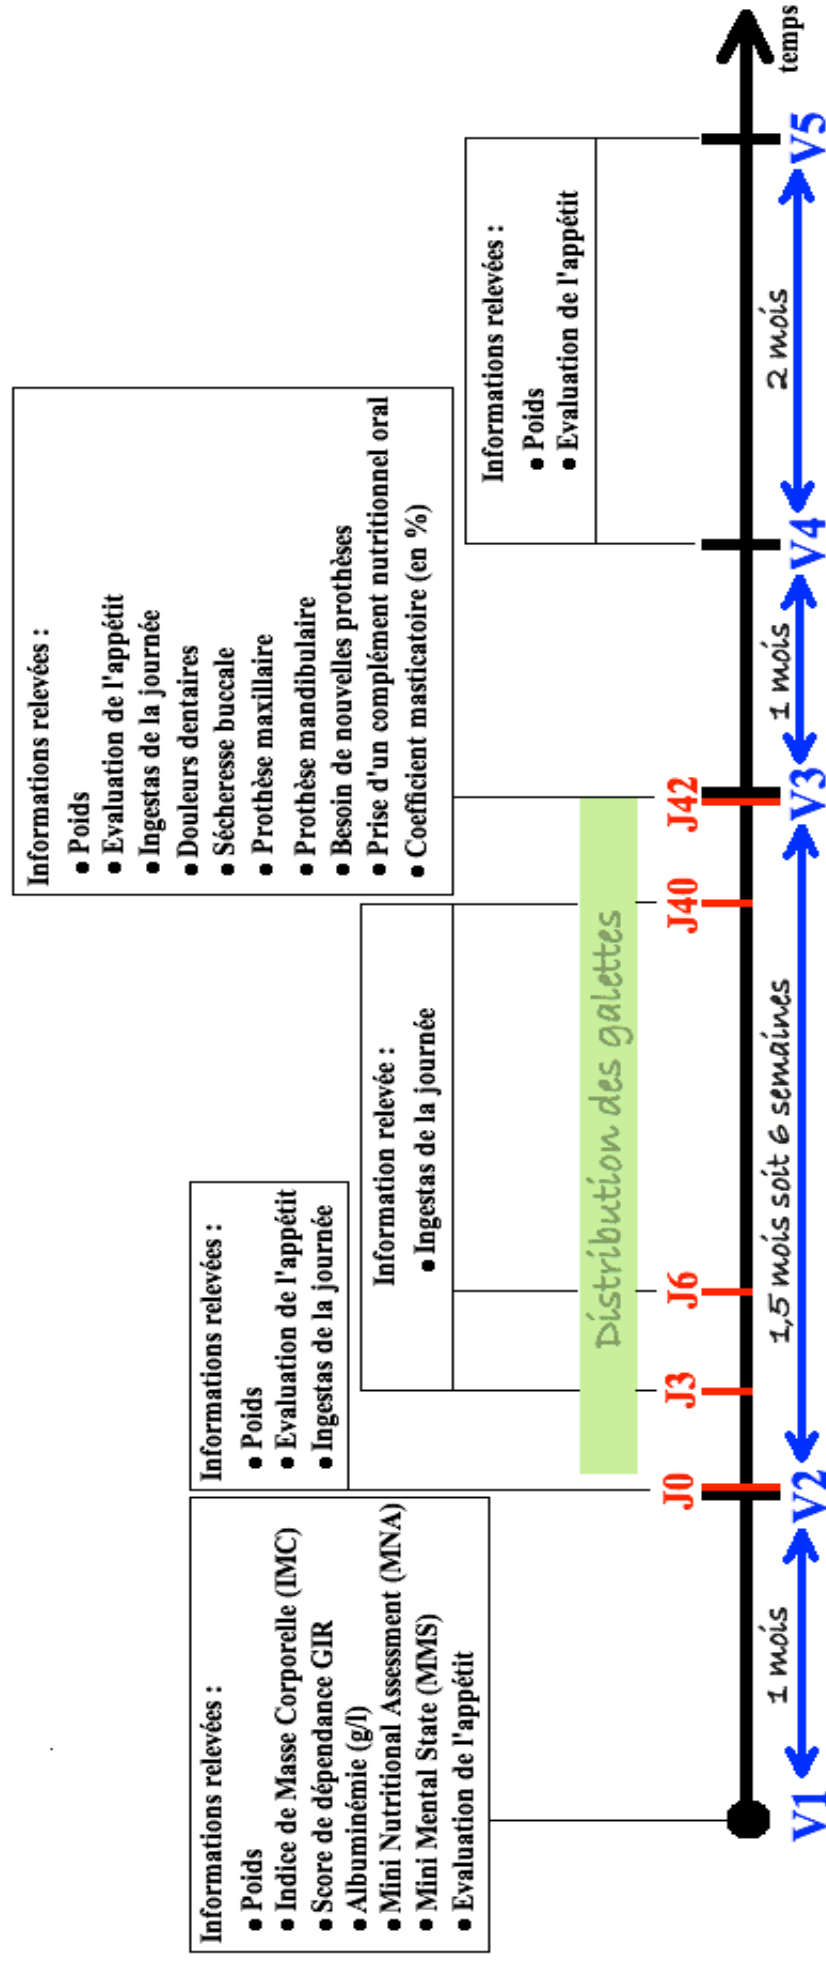 Informations relevées :
● Poids
● Indice de Masse Corporelle (IMC)
● Score de dépendance GIR
● Albuminémie (g/l)
● Mini Nutritional Assessment (MNA)
● Mini Mental State (MMS)
● Evaluation de l'appétit
Informations relevées :
● Poids
● Evaluation de l'appétit
● Ingestas de la journée
Information relevée :
● Ingestas de la journée
Informations relevées :
● Poids
● Evaluation de l'appétit
● Ingestas de la journée
● Douleurs dentaires
● Sécheresse buccale
● Prothèse maxillaire
● Prothèse mandibulaire
● Besoin de nouvelles prothèses
● Prise d'un complément nutritionnel oral
● Coefficient masticatoire (en %)
Informations relevées :
● Poids
● Evaluation de l'appétit
Distribution des galettes
J0
J3
J6
J40
J42
V1
1 mois
V2
1,5 mois soit 6 semaines
V3
1 mois
V4
2 mois
V5
temps